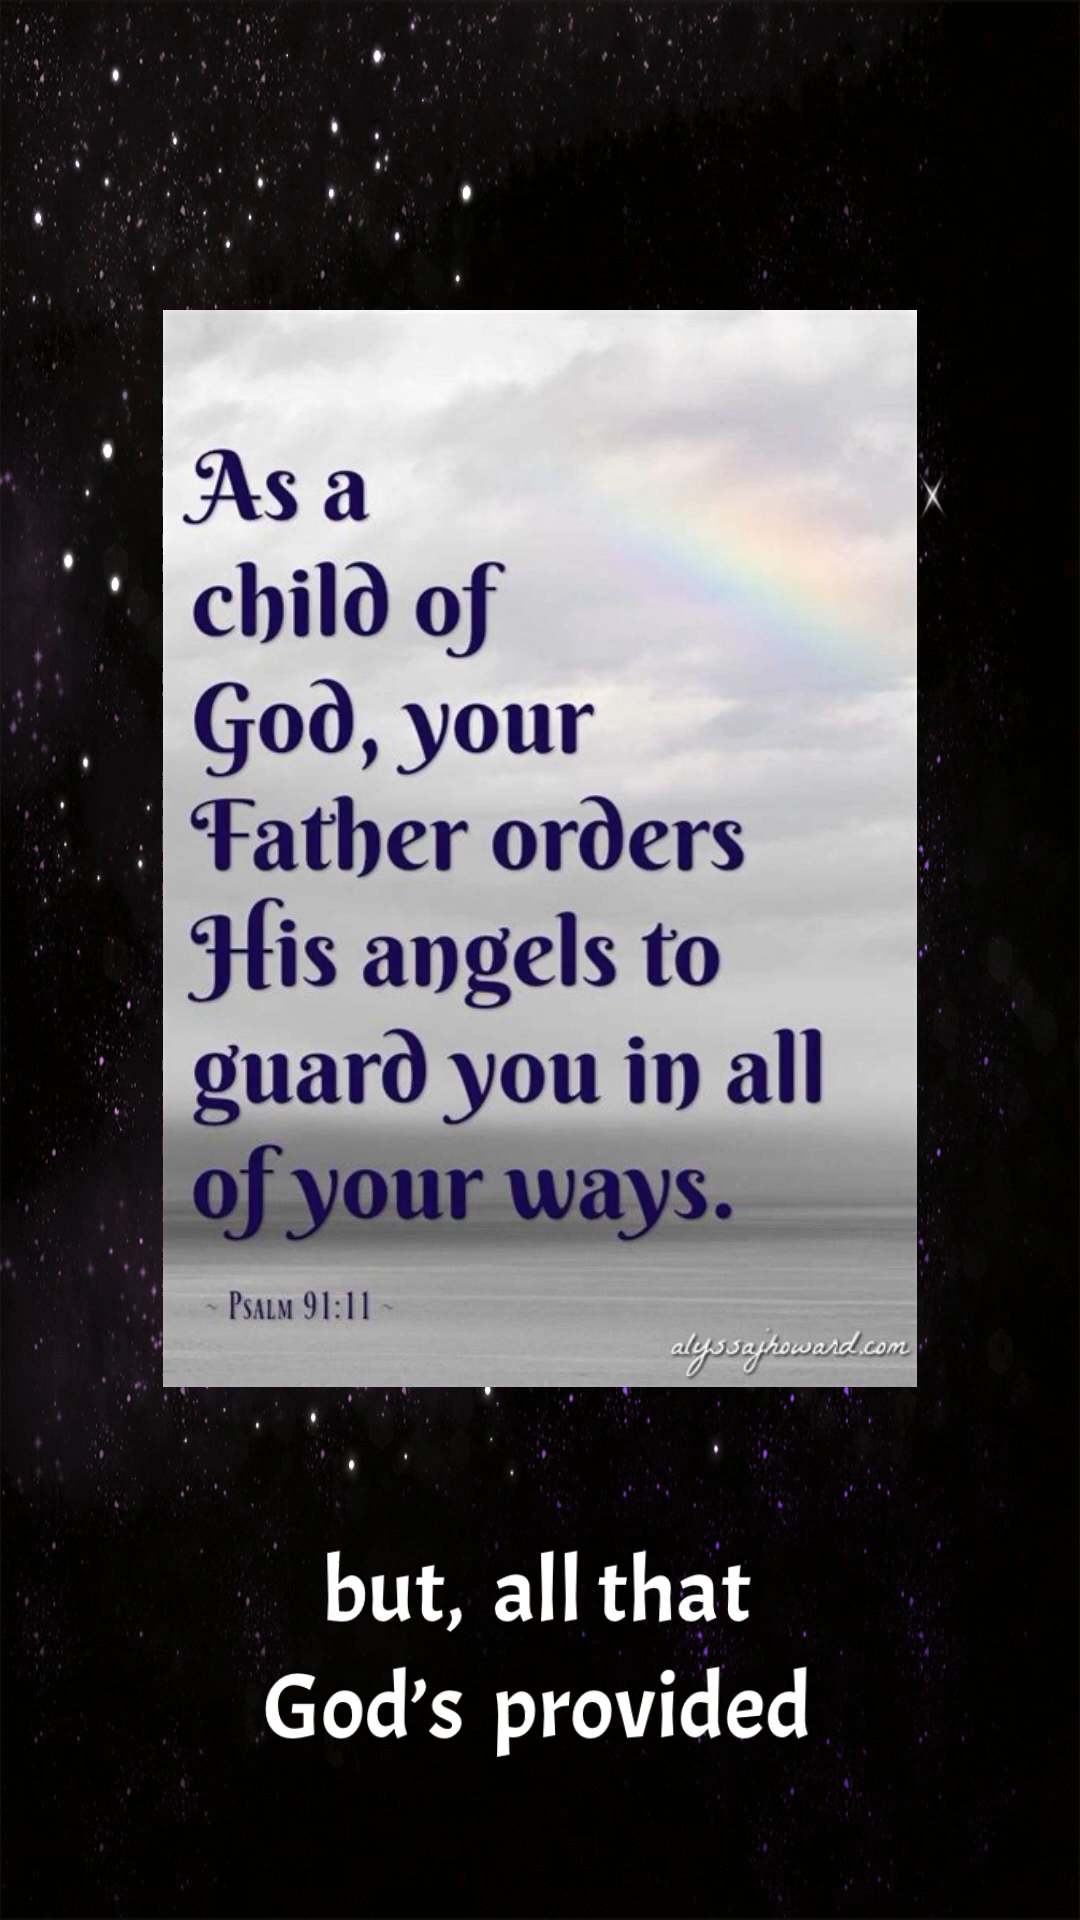 As a
child of
God, your
Father orders
His angels to
guard you in all
of your ways.
~ Psalm 91:11 ~
alyssajhoward.com
but, all that
God’s provided